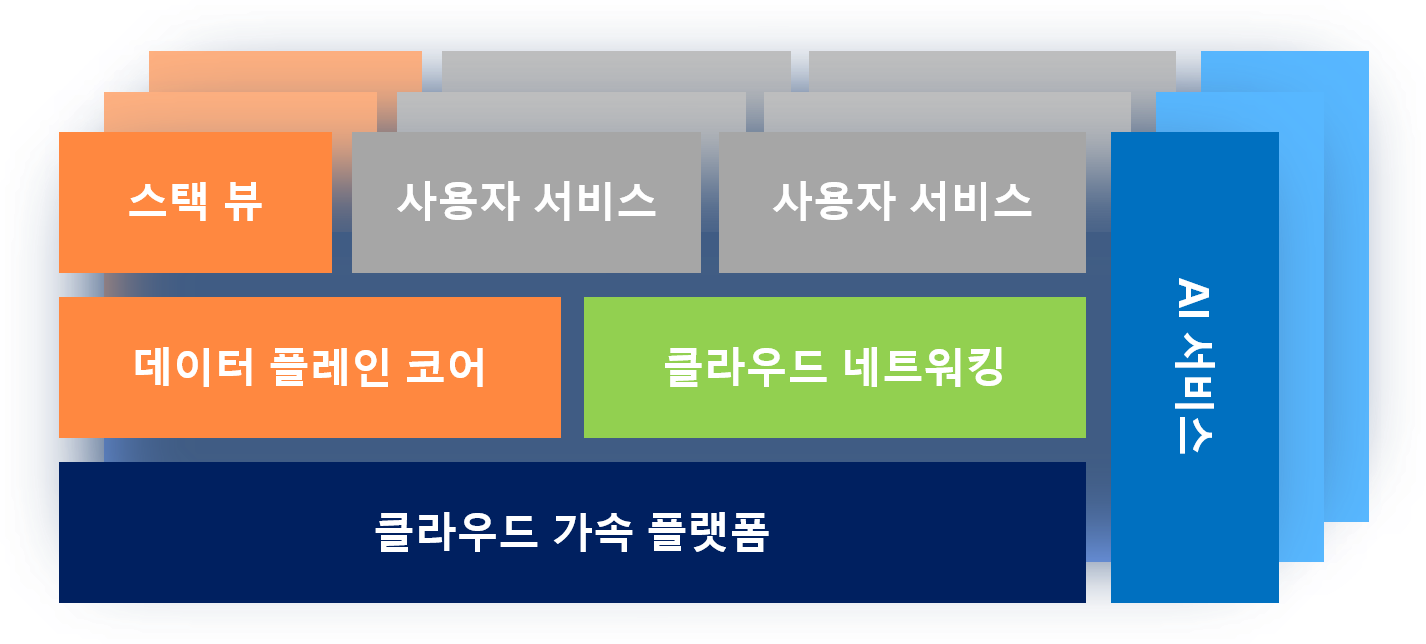 스택 뷰
사용자 서비스
사용자 서비스
데이터 플레인 코어
클라우드 네트워킹
클라우드 가속 플랫폼
AI 서비스